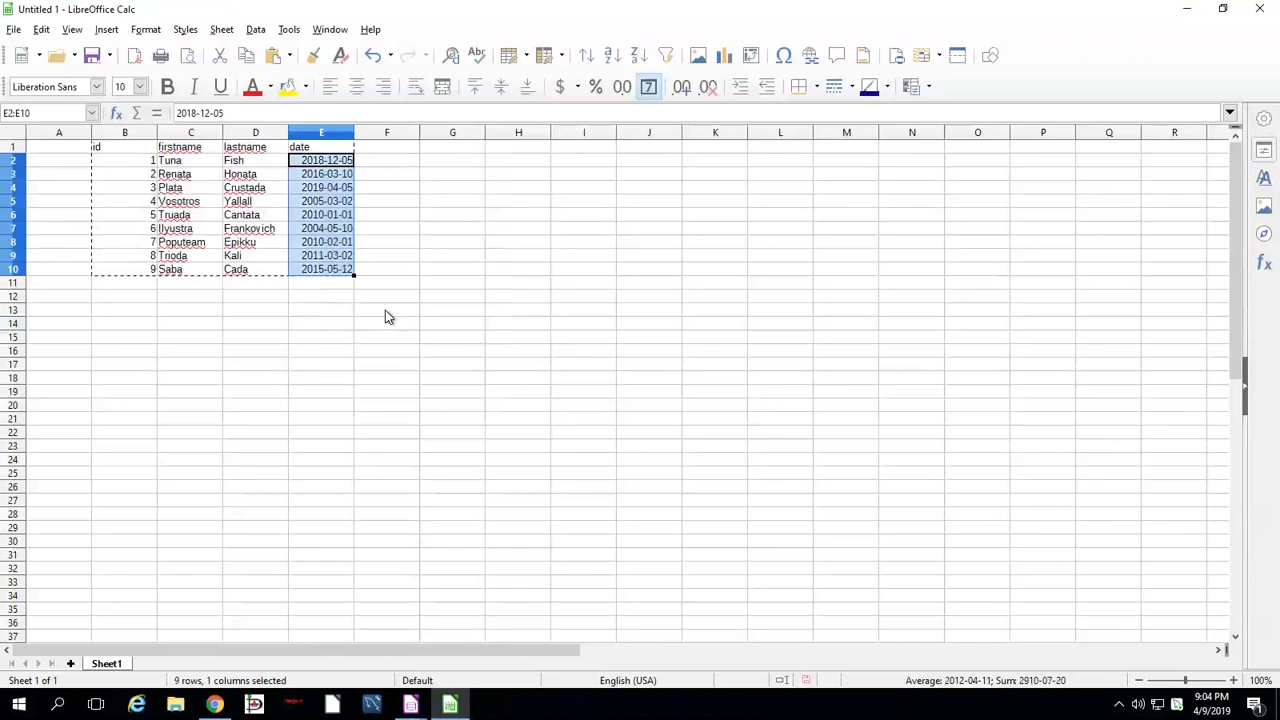 Untitled 1 - LibreOffice Calc
File Edit View Insert Format Styles Sheet Data Tools Window Help
Liberation Sans 10
E2:E10 2018-12-05
A B C D E F G H I J K L M N O P Q R
1 id firstname lastname date
2 1 Tuna Fish 2018-12-05
3 2 Renata Honata 2016-03-10
4 3 Plata Crustada 2019-04-05
5 4 Vosotros Yallall 2005-03-02
6 5 Truada Cantata 2010-01-01
7 6 Ilyustra Frankovich 2004-05-10
8 7 Poputeam Epikku 2010-02-01
9 8 Trioda Kali 2011-03-02
10 9 Saba Cada 2015-05-12
11
12
13
14
15
16
17
18
19
20
21
22
23
24
25
26
27
28
29
30
31
32
33
34
35
36
37
Sheet1
Sheet 1 of 1 9 rows, 1 columns selected Default English (USA) Average: 2012-04-11; Sum: 2910-07-20 100%
9:04 PM
4/9/2019